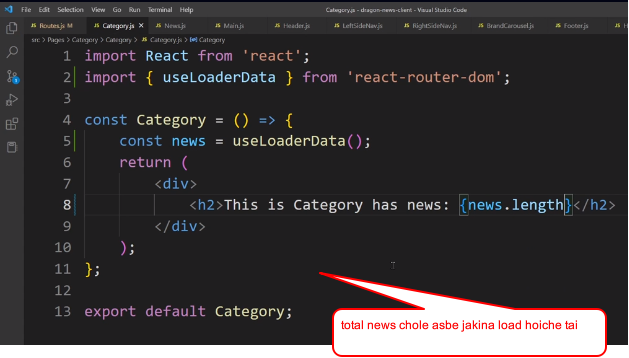 File Edit Selection View Go Run Terminal Help
Category.js - dragon-news-client - Visual Studio Code
Routes.js M
Category.js
News.js
Main.js
Header.js
LeftSideNav.js
RightSideNav.js
BrandCarousel.js
Footer.js
src > Pages > Category > Category > Category.js > Category
1 import React from 'react';
2 import { useLoaderData } from 'react-router-dom';
3
4 const Category = () => {
5 const news = useLoaderData();
6 return (
7 <div>
8 <h2>This is Category has news: {news.length}</h2>
9 </div>
10 );
11 };
12
13 export default Category;
total news chole asbe jakina load hoiche tai